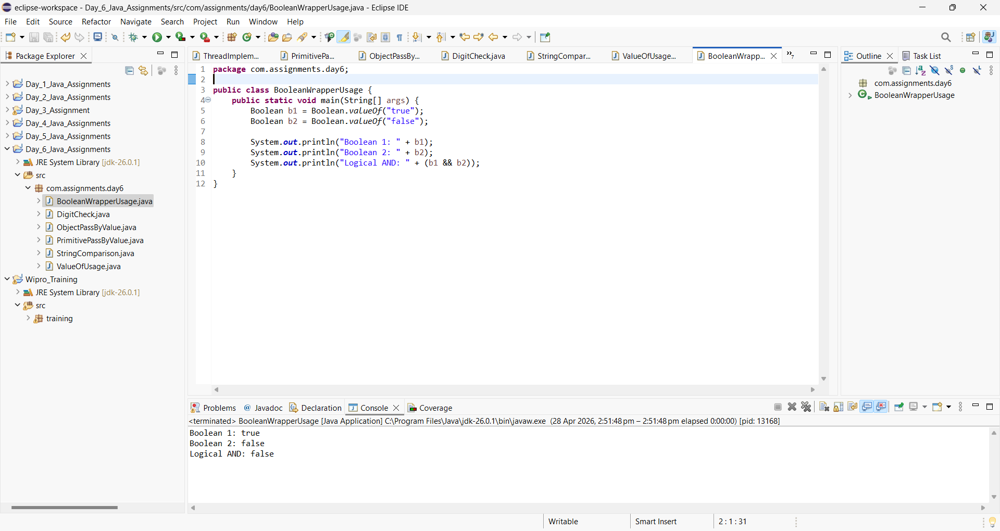 eclipse-workspace - Day_6_Java_Assignments/src/com/assignments/day6/BooleanWrapperUsage.java - Eclipse IDE
File Edit Source Refactor Navigate Search Project Run Window Help
Package Explorer
Day_1_Java_Assignments
Day_2_Java_Assignments
Day_3_Assignment
Day_4_Java_Assignments
Day_5_Java_Assignments
Day_6_Java_Assignments
JRE System Library [jdk-26.0.1]
src
com.assignments.day6
BooleanWrapperUsage.java
DigitCheck.java
ObjectPassByValue.java
PrimitivePassByValue.java
StringComparison.java
ValueOfUsage.java
Wipro_Training
JRE System Library [jdk-26.0.1]
src
training
ThreadImplem... PrimitivePa... ObjectPassBy... DigitCheck.java StringCompar... ValueOfUsage... BooleanWrapp... »7
1 package com.assignments.day6;
2
3 public class BooleanWrapperUsage {
4     public static void main(String[] args) {
5         Boolean b1 = Boolean.valueOf("true");
6         Boolean b2 = Boolean.valueOf("false");
7
8         System.out.println("Boolean 1: " + b1);
9         System.out.println("Boolean 2: " + b2);
10         System.out.println("Logical AND: " + (b1 && b2));
11     }
12 }
Outline Task List
com.assignments.day6
BooleanWrapperUsage
Problems @ Javadoc Declaration Console Coverage
<terminated> BooleanWrapperUsage [Java Application] C:\Program Files\Java\jdk-26.0.1\bin\javaw.exe (28 Apr 2026, 2:51:48 pm – 2:51:48 pm elapsed 0:00:00) [pid: 13168]
Boolean 1: true
Boolean 2: false
Logical AND: false
Writable Smart Insert 2 : 1 : 31